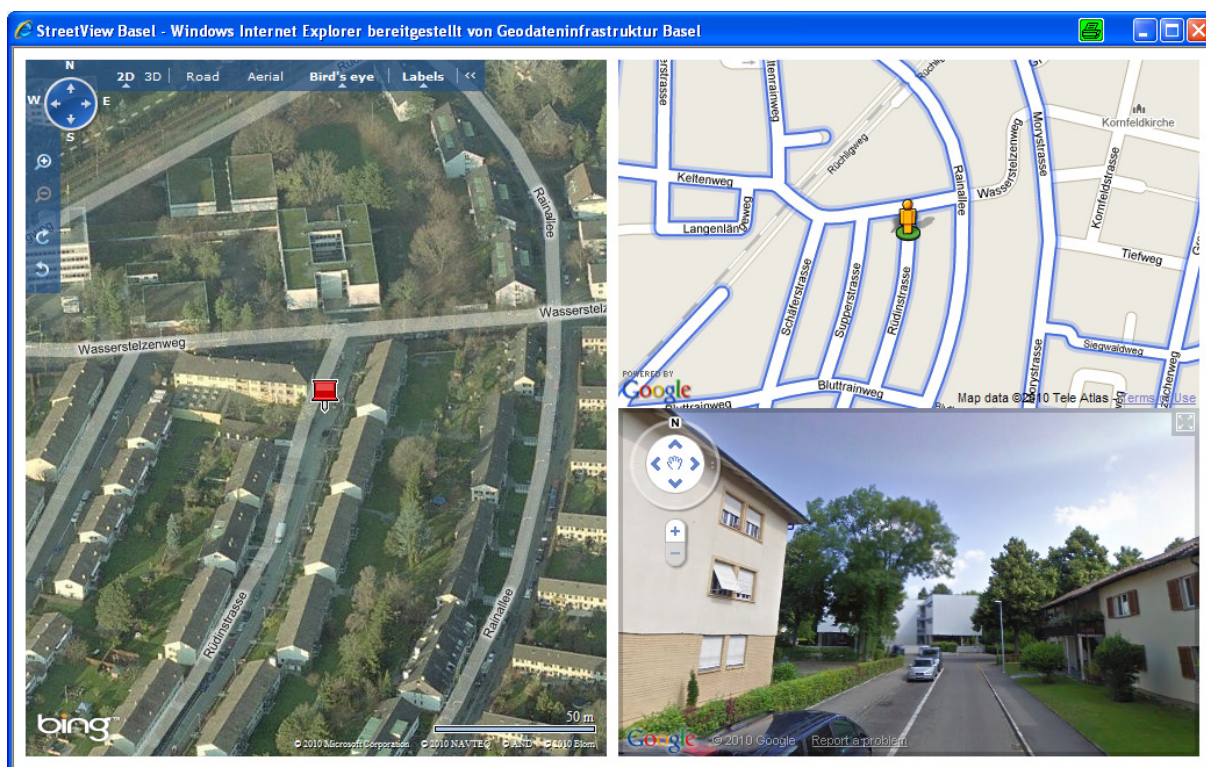 StreetView Basel - Windows Internet Explorer bereitgestellt von Geodateninfrastruktur Basel
N
W
E
S
2D 3D Road Aerial Bird's eye Labels <<
Rainallee
Wasserstelzenweg
Wasserstelzenweg
Rüdinstrasse
Rainallee
bing™
50 m
© 2010 Microsoft Corporation © 2010 NAVTEQ © AND © 2010 Blom
Rüchligweg
Kornfeldkirche
Morystrasse
Wasserstelzenweg
Rainallee
Keltenweg
Kornfeldstrasse
Tiefweg
Schäferstrasse
Supperstrasse
Rüdinstrasse
Siegwaldweg
Morystrasse
Bluttrainweg
Bluttrainweg
POWERED BY
Google
Map data ©2010 Tele Atlas - Terms of Use
N
+
−
Google © 2010 Google Report a problem